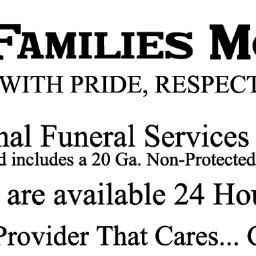 FAMILIES M
WITH PRIDE, RESPECT
nal Funeral Services
d includes a 20 Ga. Non-Protected
are available 24 Hou
Provider That Cares... C